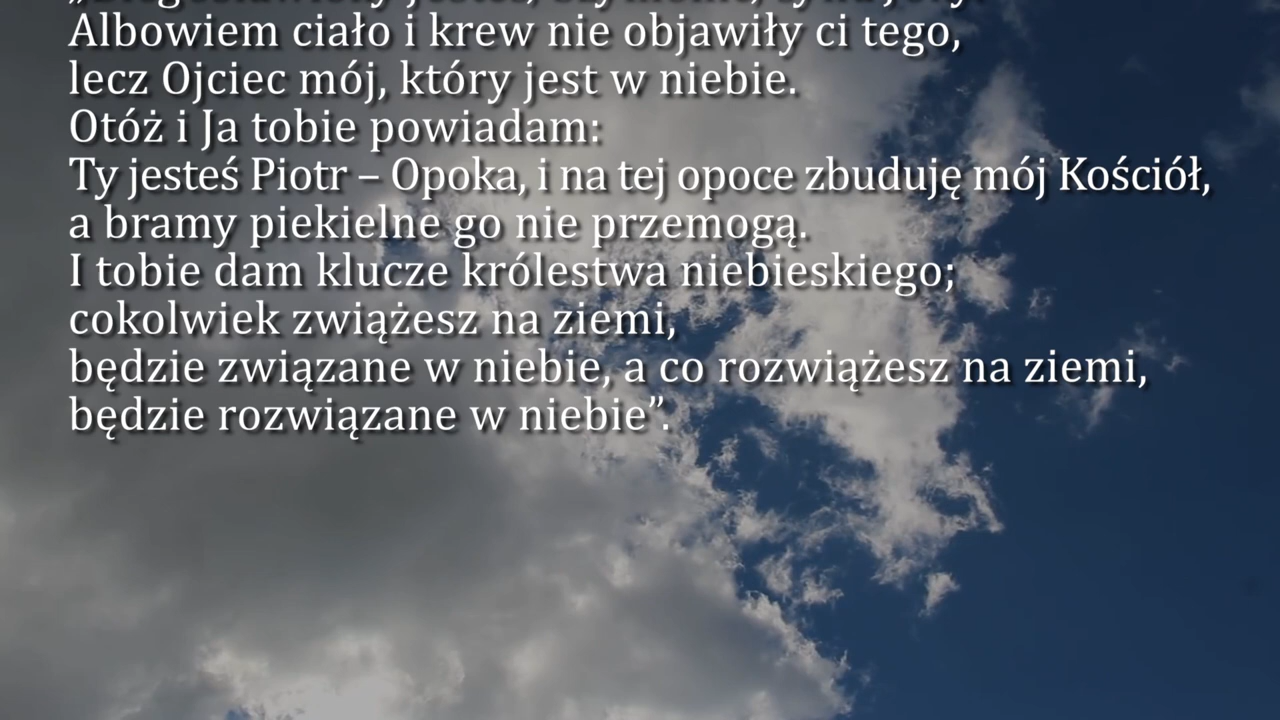 Albowiem ciało i krew nie objawiły ci tego,
lecz Ojciec mój, który jest w niebie.
Otóż i Ja tobie powiadam:
Ty jesteś Piotr – Opoka, i na tej opoce zbuduję mój Kościół,
a bramy piekielne go nie przemogą.
I tobie dam klucze królestwa niebieskiego;
cokolwiek zwiążesz na ziemi,
będzie związane w niebie, a co rozwiążesz na ziemi,
będzie rozwiązane w niebie”.